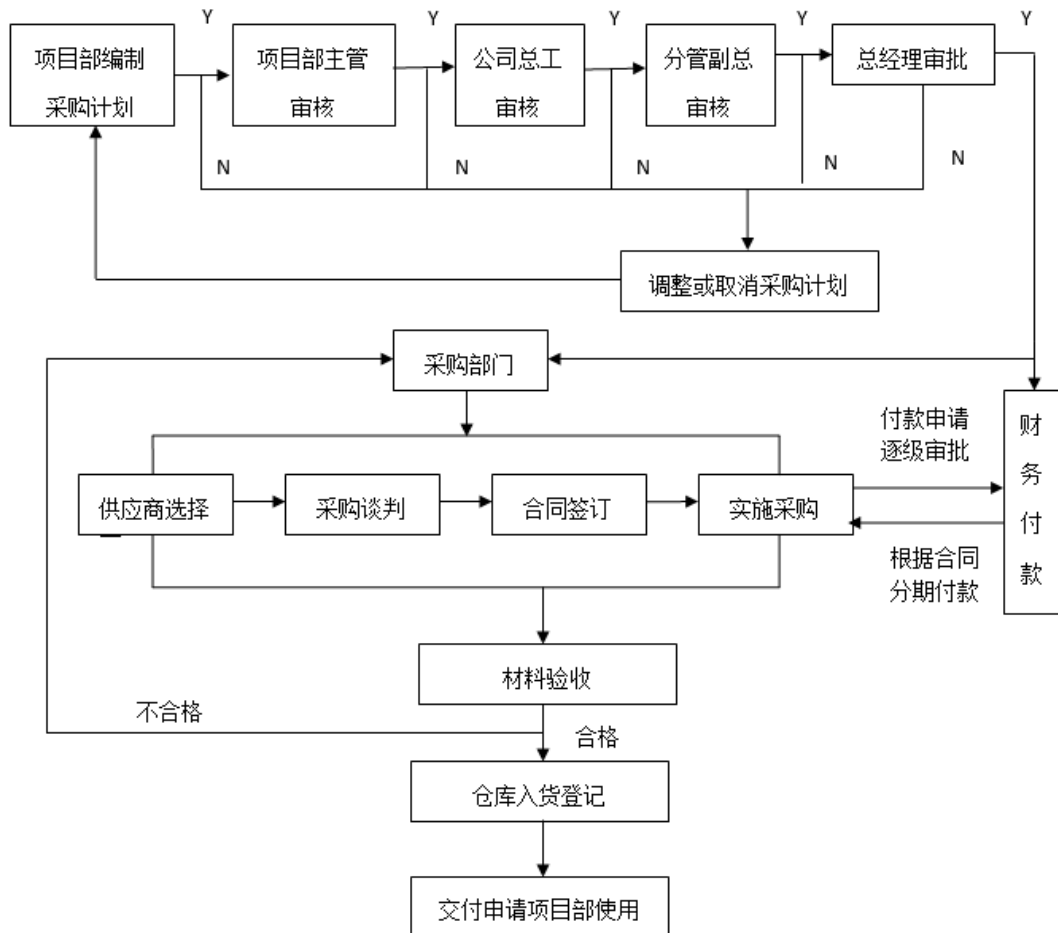 Y
Y
Y
Y
Y
项目部编制
采购计划
项目部主管
审核
公司总工
审核
分管副总
审核
总经理审批
N
N
N
N
N
调整或取消采购计划
采购部门
付款申请
逐级审批
财
务
付
款
供应商选择
采购谈判
合同签订
实施采购
根据合同
分期付款
材料验收
不合格
合格
仓库入货登记
交付申请项目部使用